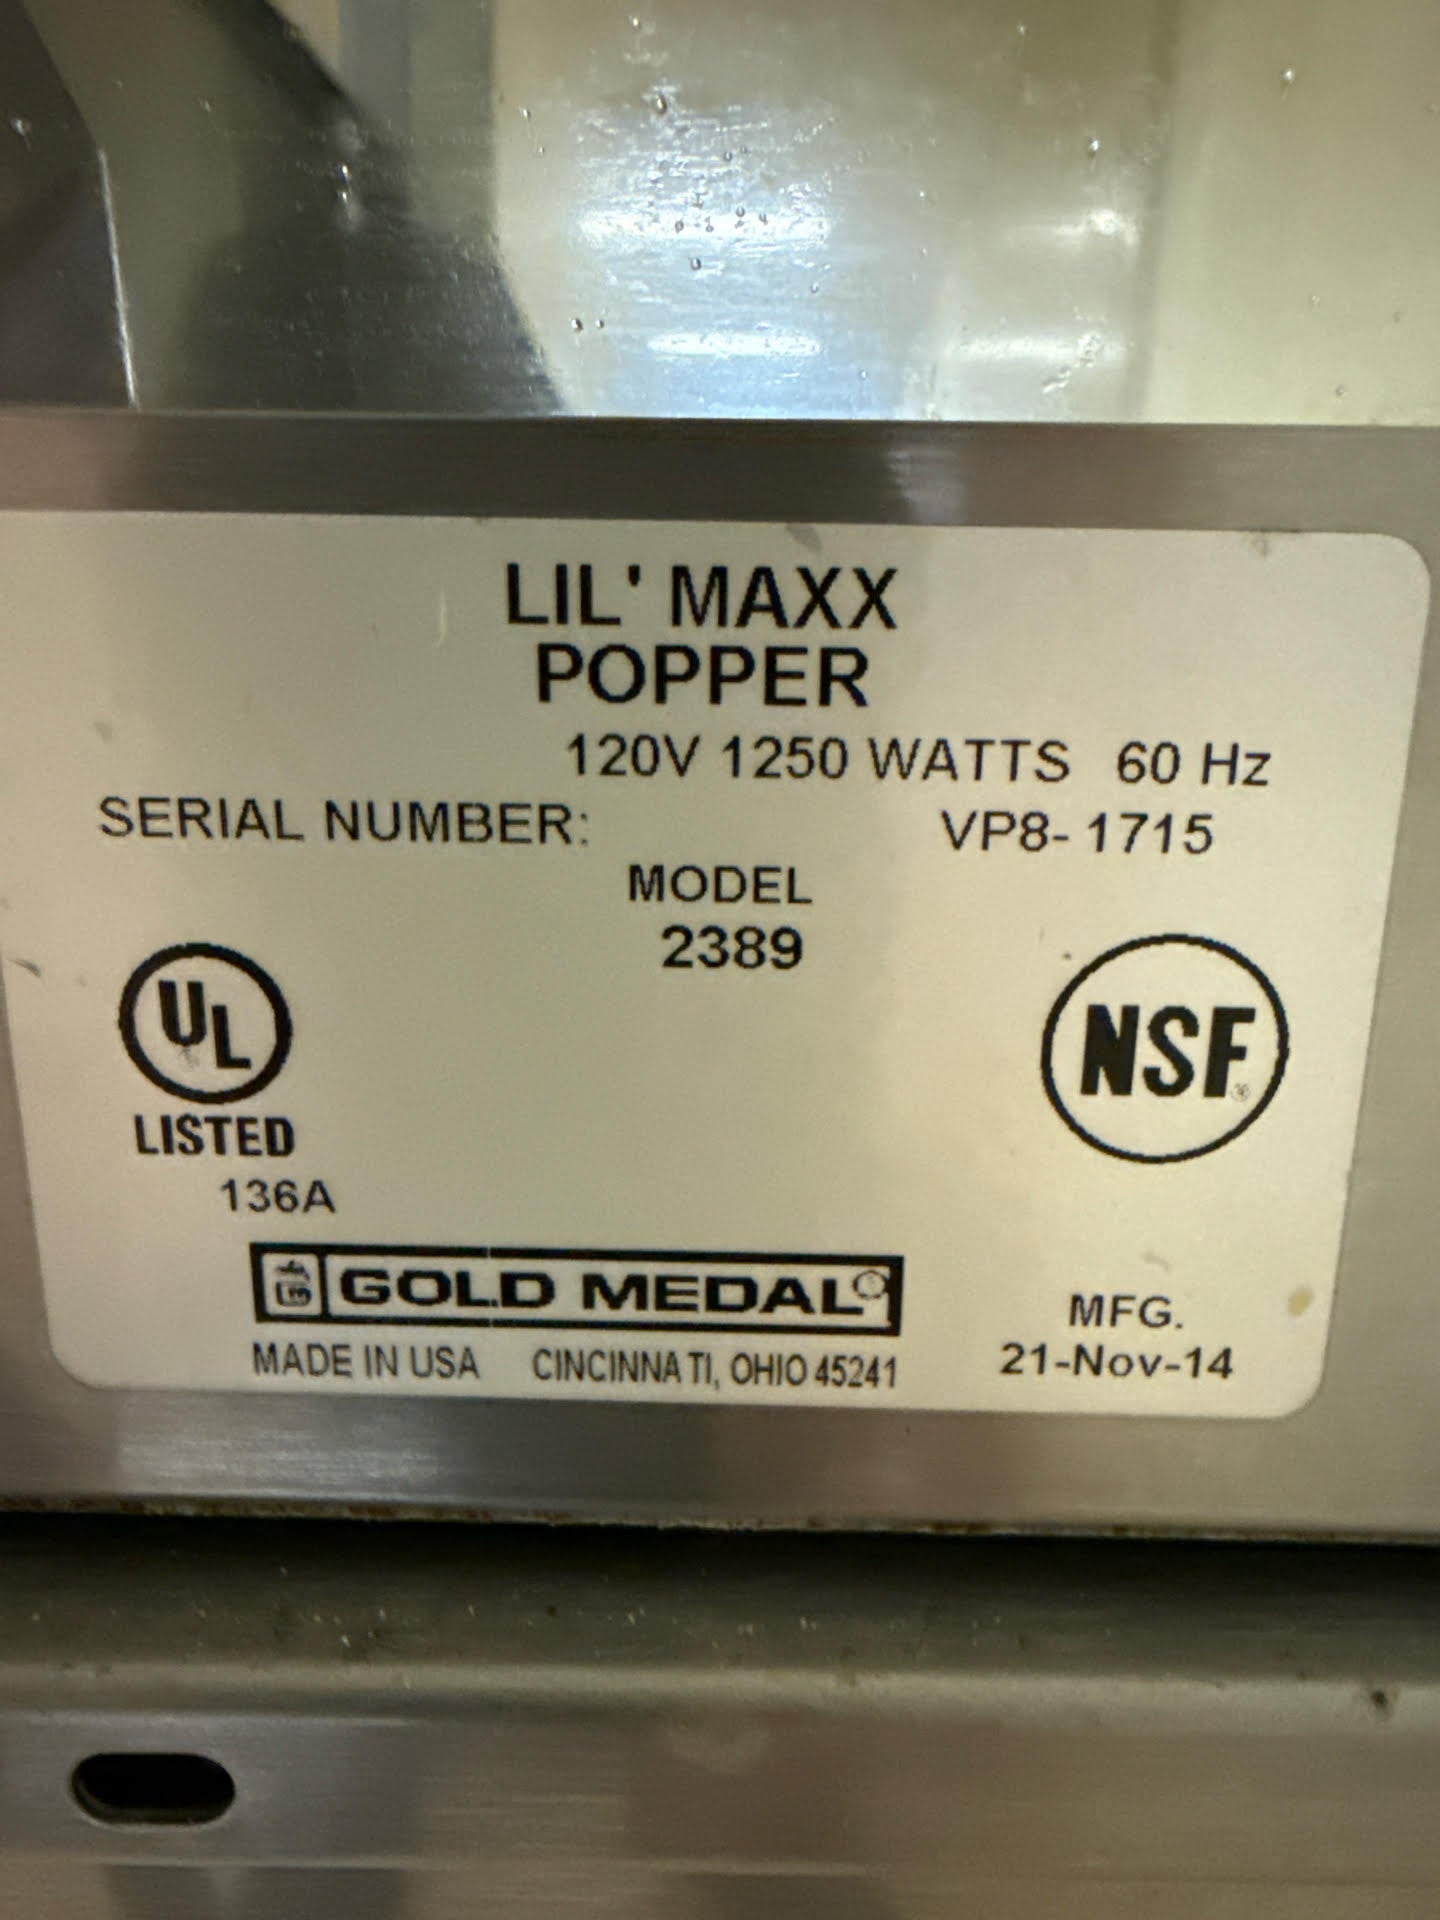 LIL' MAXX
POPPER
120V 1250 WATTS 60 Hz
SERIAL NUMBER: VP8- 1715
MODEL
2389
UL
LISTED
136A
NSF®
GOLD MEDAL®
MADE IN USA CINCINNATI, OHIO 45241
MFG.
21-Nov-14